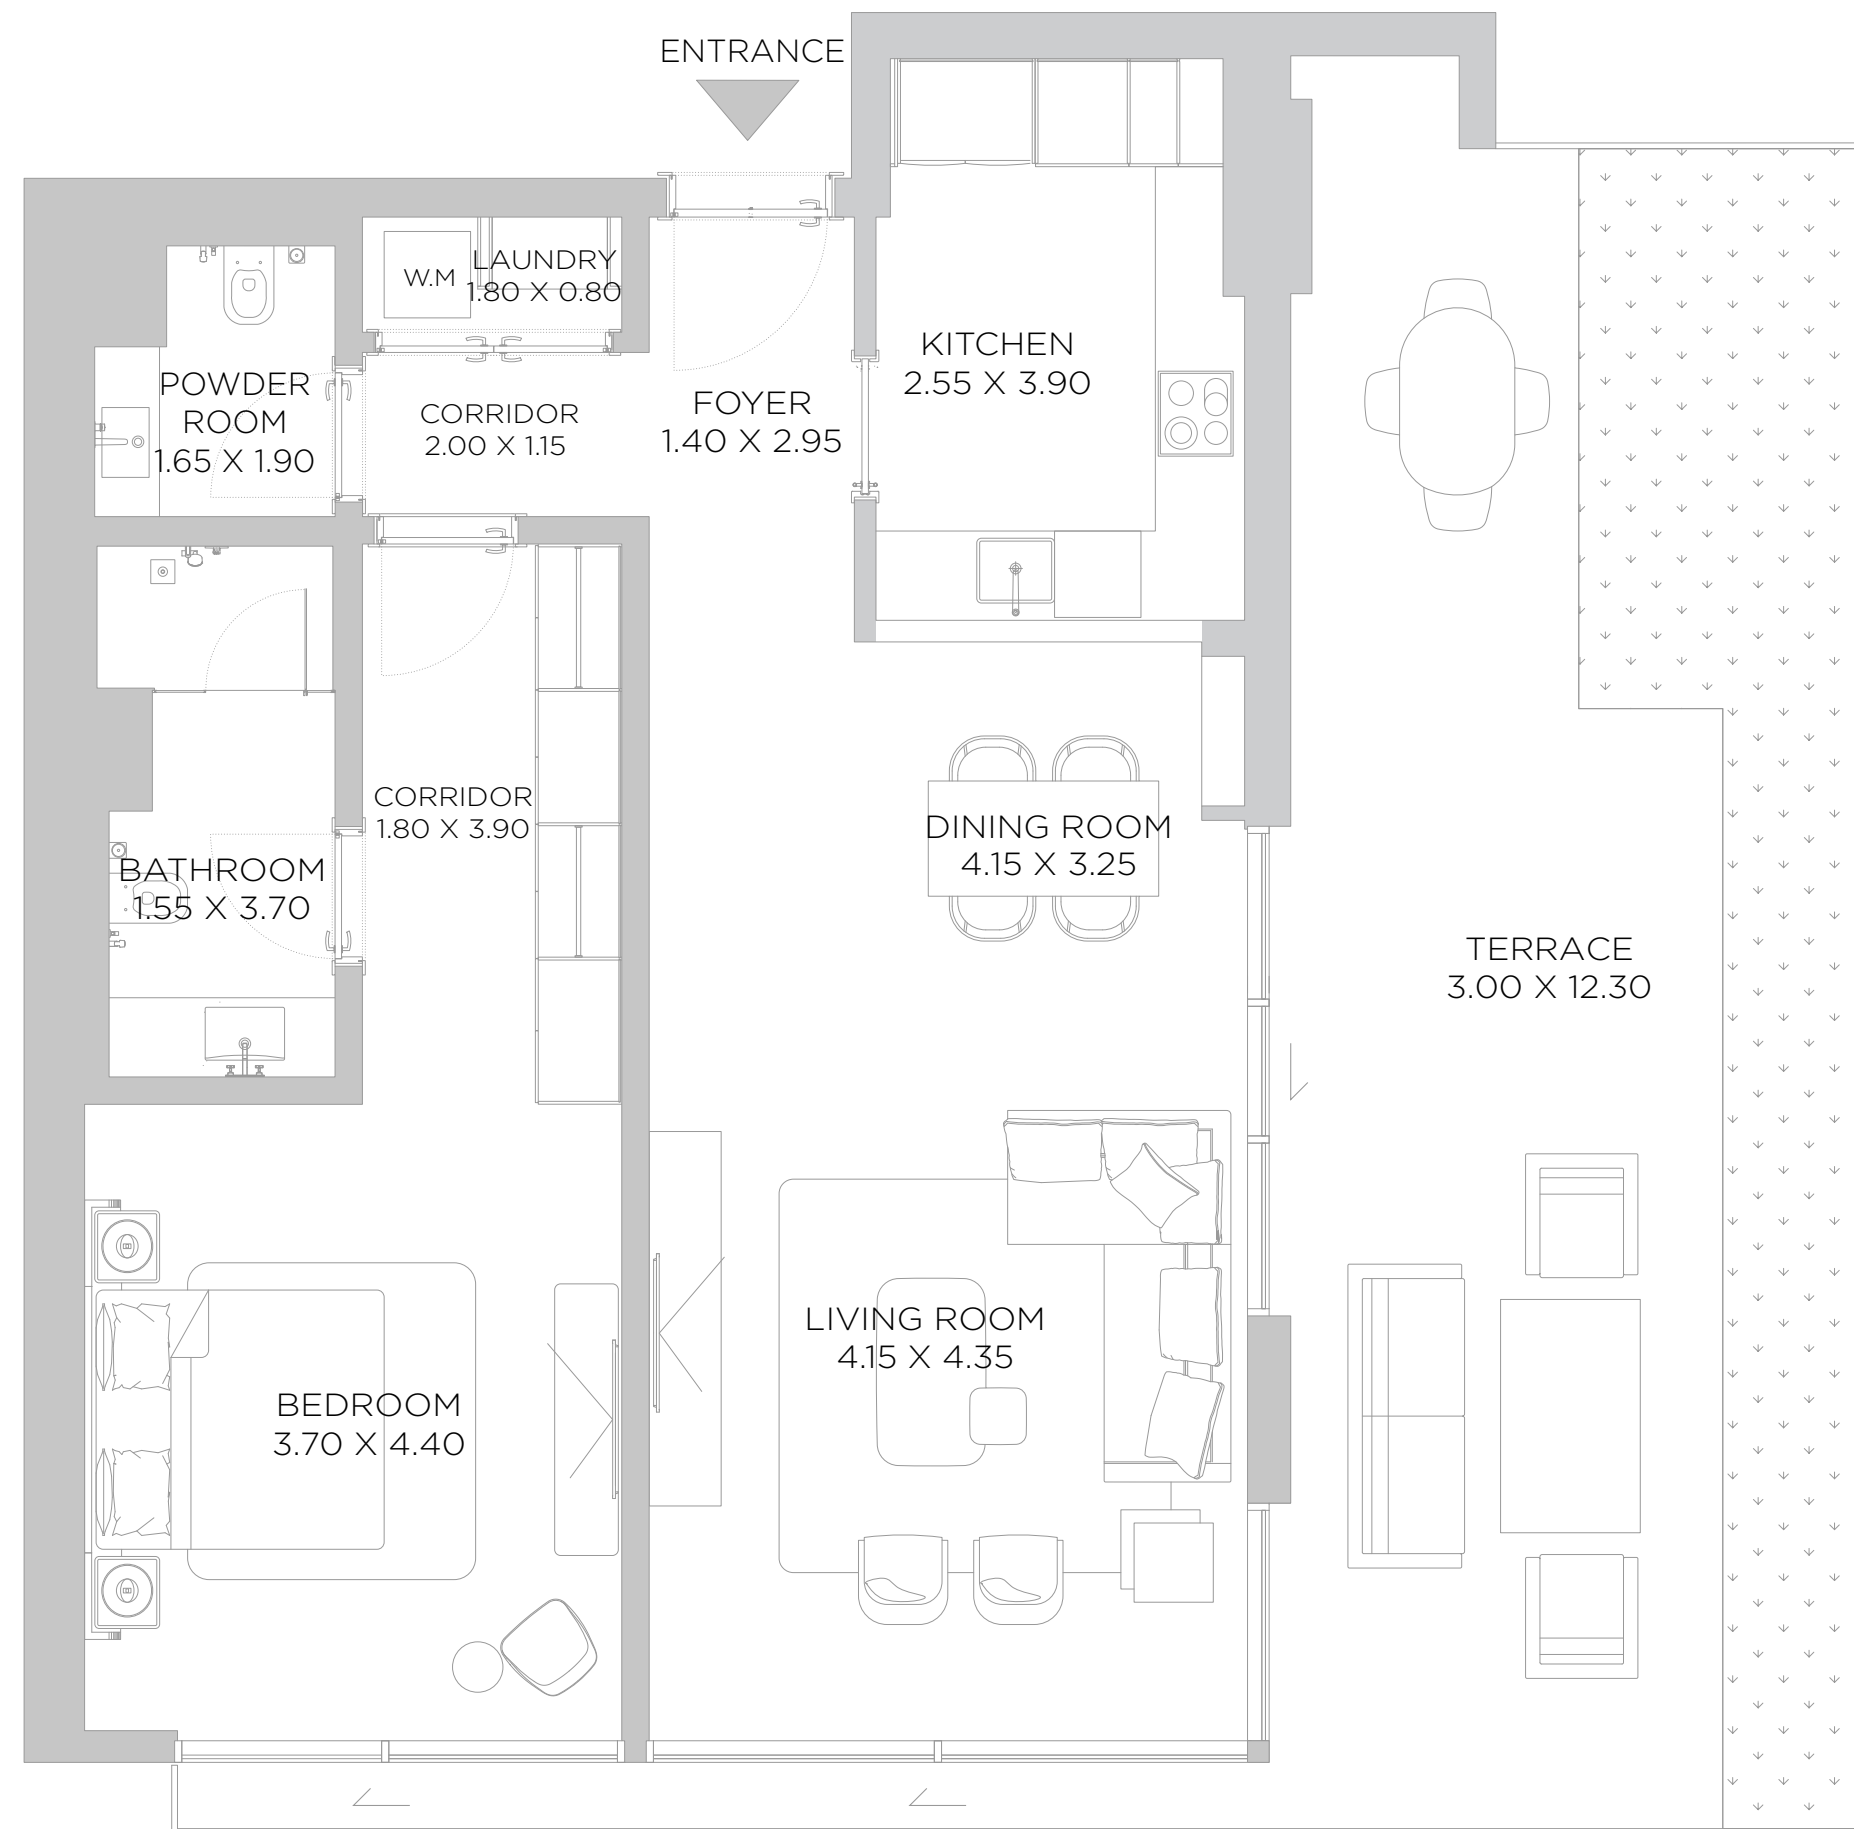 ENTRANCE
LAUNDRY
W.M
1.80 X 0.80
KITCHEN
2.55 X 3.90
POWDER
ROOM
1.65 X 1.90
CORRIDOR
2.00 X 1.15
FOYER
1.40 X 2.95
CORRIDOR
1.80 X 3.90
DINING ROOM
4.15 X 3.25
BATHROOM
1.55 X 3.70
TERRACE
3.00 X 12.30
LIVING ROOM
4.15 X 4.35
BEDROOM
3.70 X 4.40